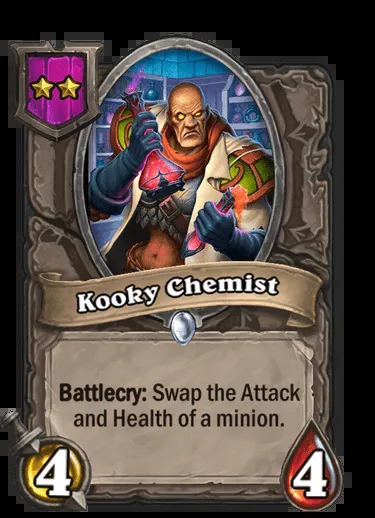 Kooky Chemist
Battlecry: Swap the Attack
and Health of a minion.
4
4